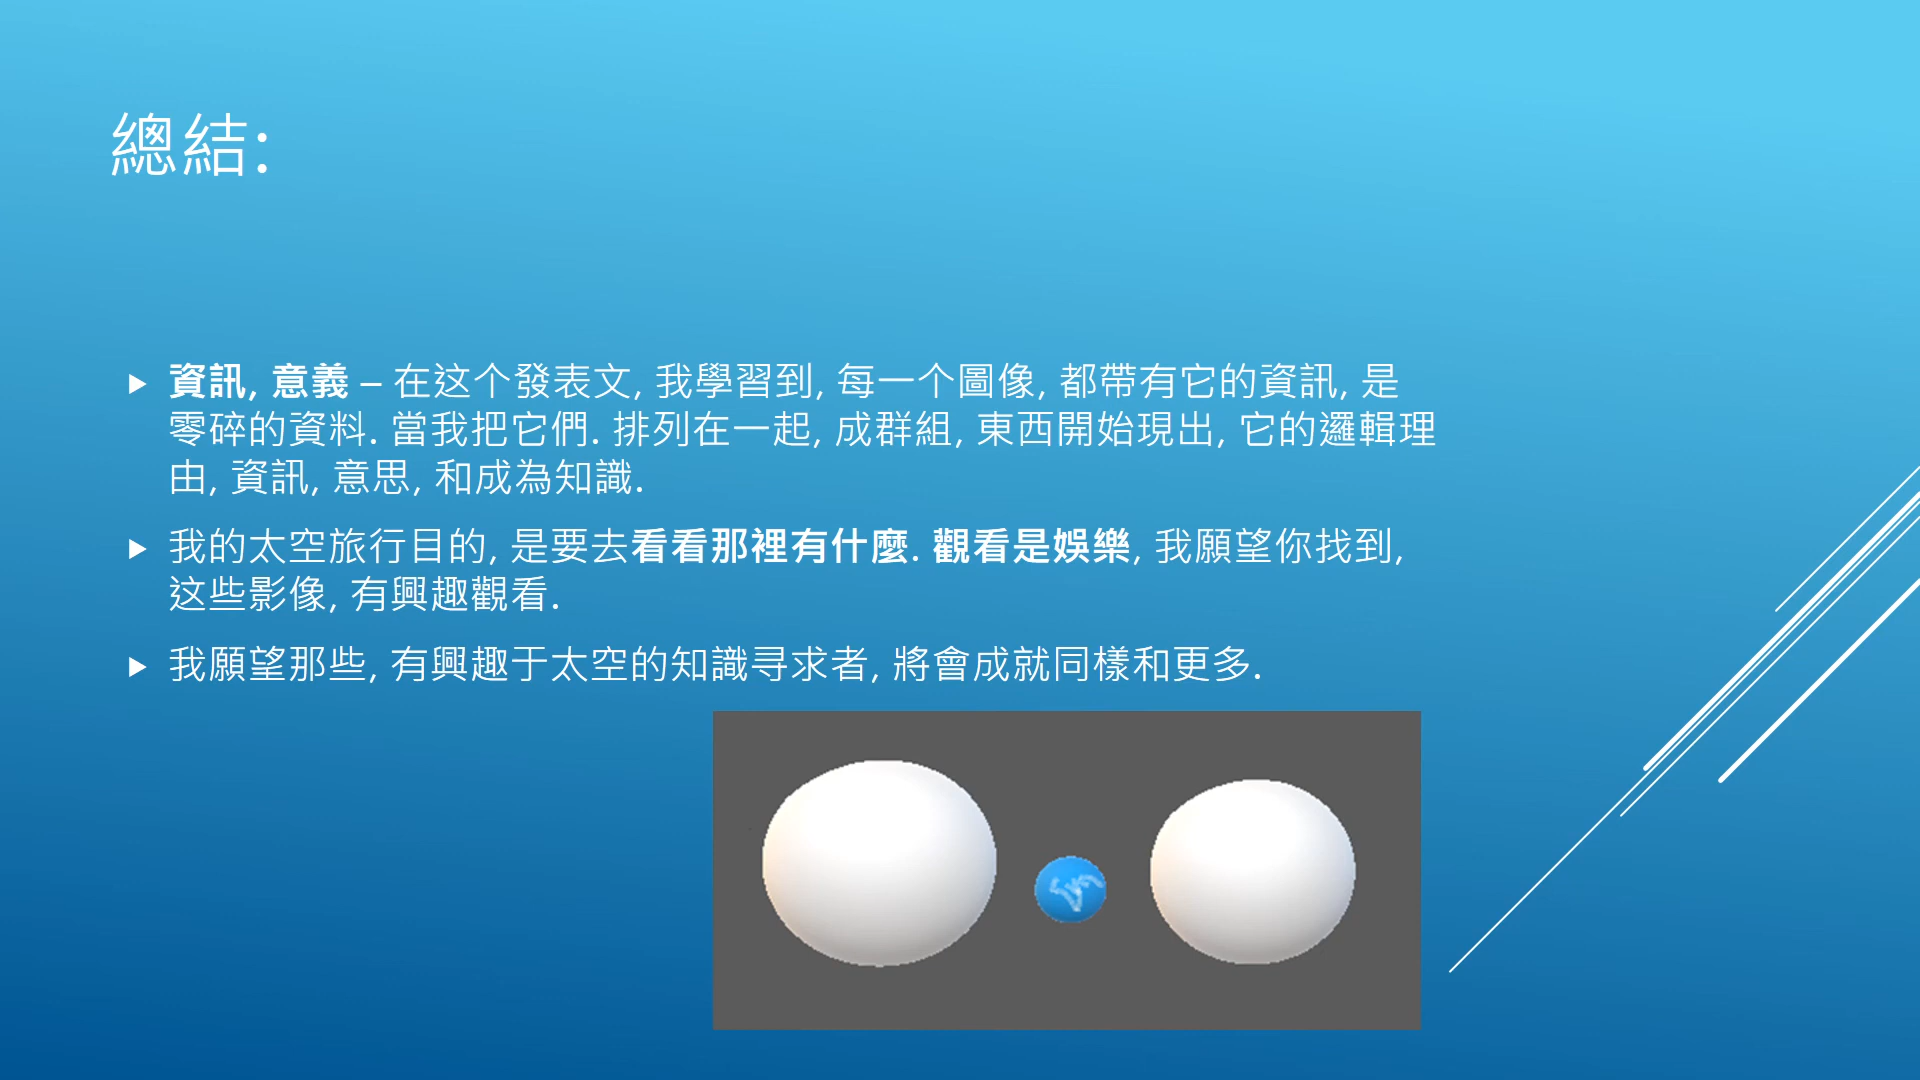 總結:
資訊, 意義 – 在这个發表文, 我學習到, 每一个圖像, 都帶有它的資訊, 是
零碎的資料. 當我把它們. 排列在一起, 成群組, 東西開始現出, 它的邏輯理
由, 資訊, 意思, 和成為知識.
我的太空旅行目的, 是要去看看那裡有什麼. 觀看是娛樂, 我願望你找到,
这些影像, 有興趣觀看.
我願望那些, 有興趣于太空的知識寻求者, 將會成就同樣和更多.